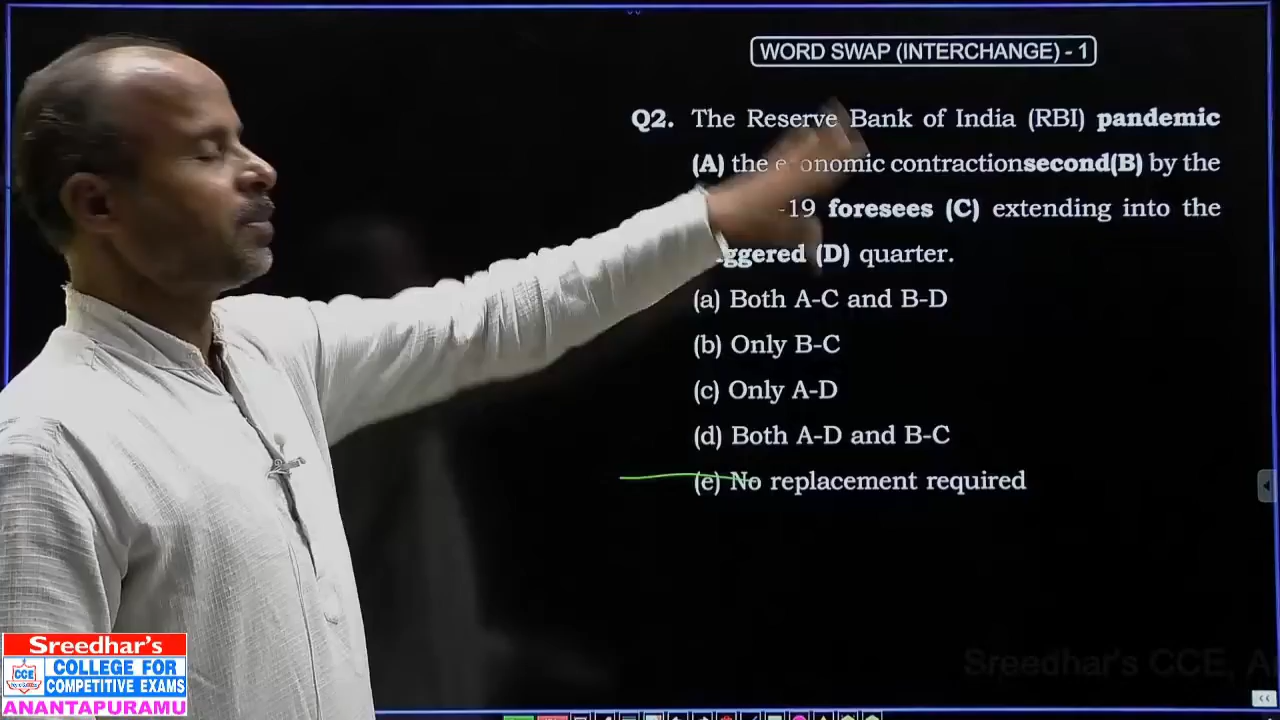 WORD SWAP (INTERCHANGE) - 1
Q2. The Reserve Bank of India (RBI) pandemic
(A) the economic contractionsecond(B) by the
-19 foresees (C) extending into the
ggered (D) quarter.
(a) Both A-C and B-D
(b) Only B-C
(c) Only A-D
(d) Both A-D and B-C
(e) No replacement required
Sreedhar's
CCE
COLLEGE FOR
COMPETITIVE EXAMS
ANANTAPURAMU
Sreedhar's CCE, A